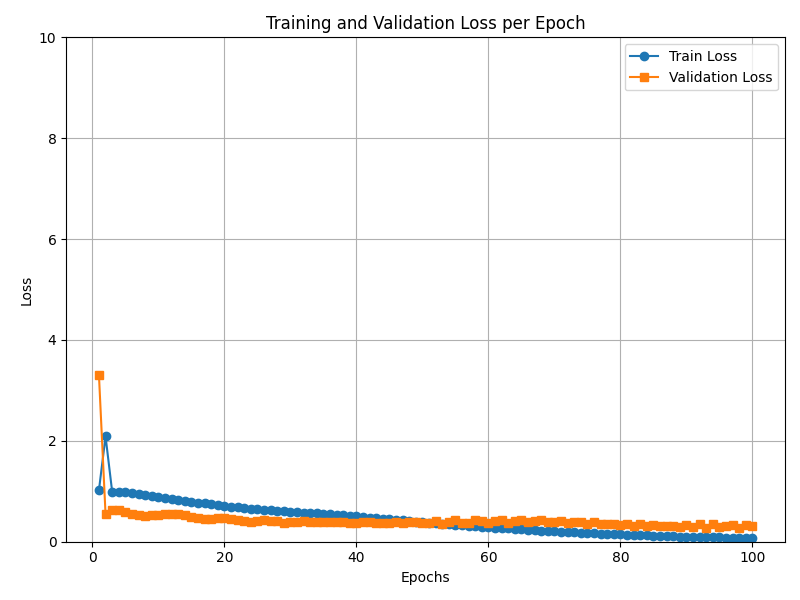 Training and Validation Loss per Epoch
10
Train Loss
Validation Loss
8
6
Loss
4
2
0
0 20 40 60 80 100
Epochs